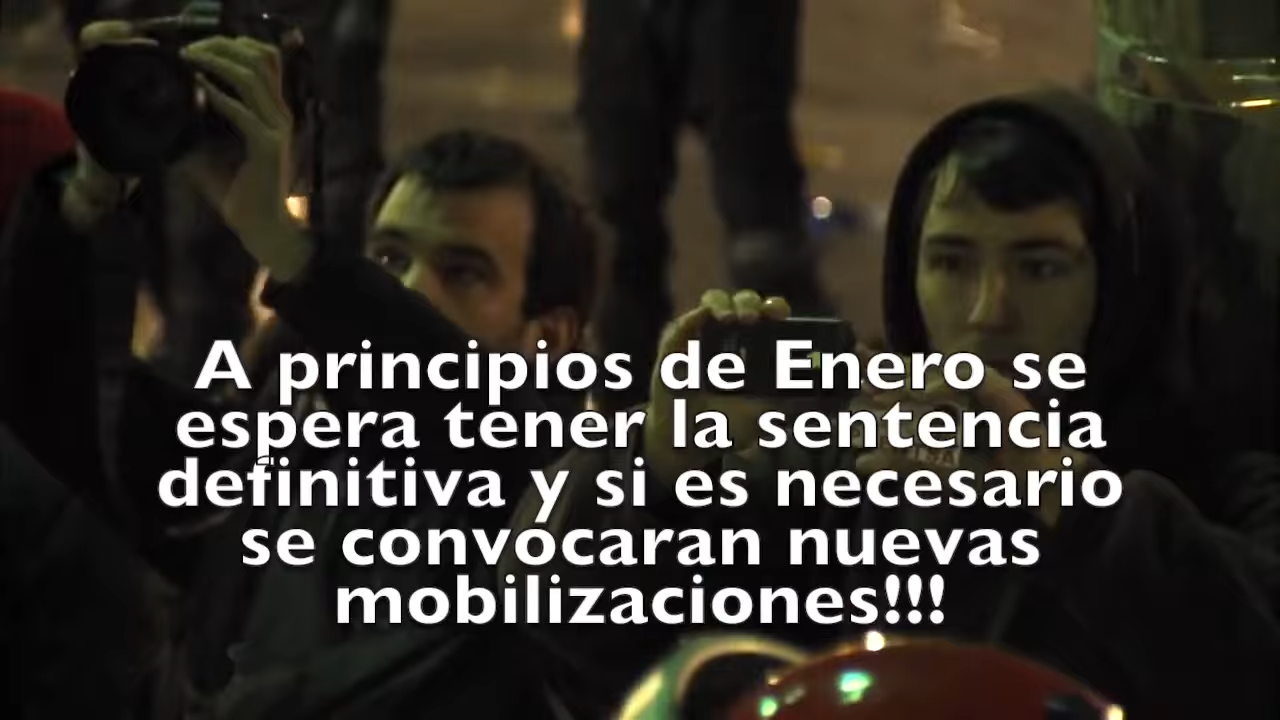 A principios de Enero se
espera tener la sentencia
definitiva y si es necesario
se convocaran nuevas
mobilizaciones!!!